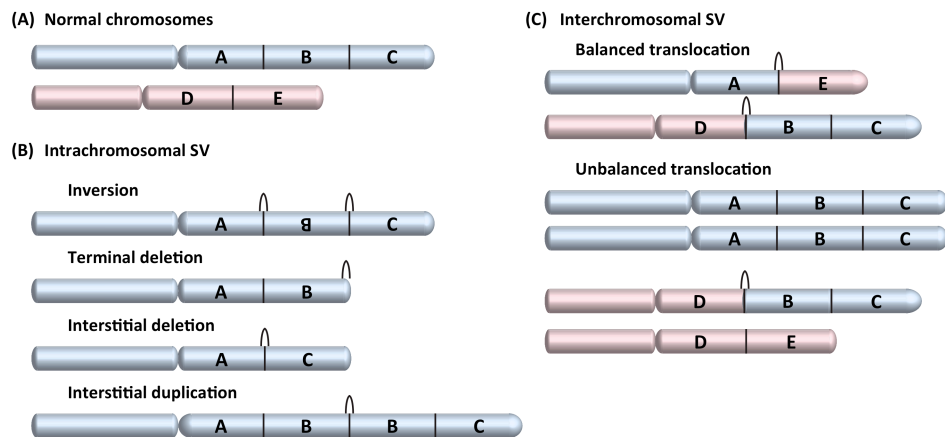 (A) Normal chromosomes
A B C
D E
(B) Intrachromosomal SV
Inversion
A B C
Terminal deletion
A B
Interstitial deletion
A C
Interstitial duplication
A B B C
(C) Interchromosomal SV
Balanced translocation
A E
D B C
Unbalanced translocation
A B C
A B C
D B C
D E